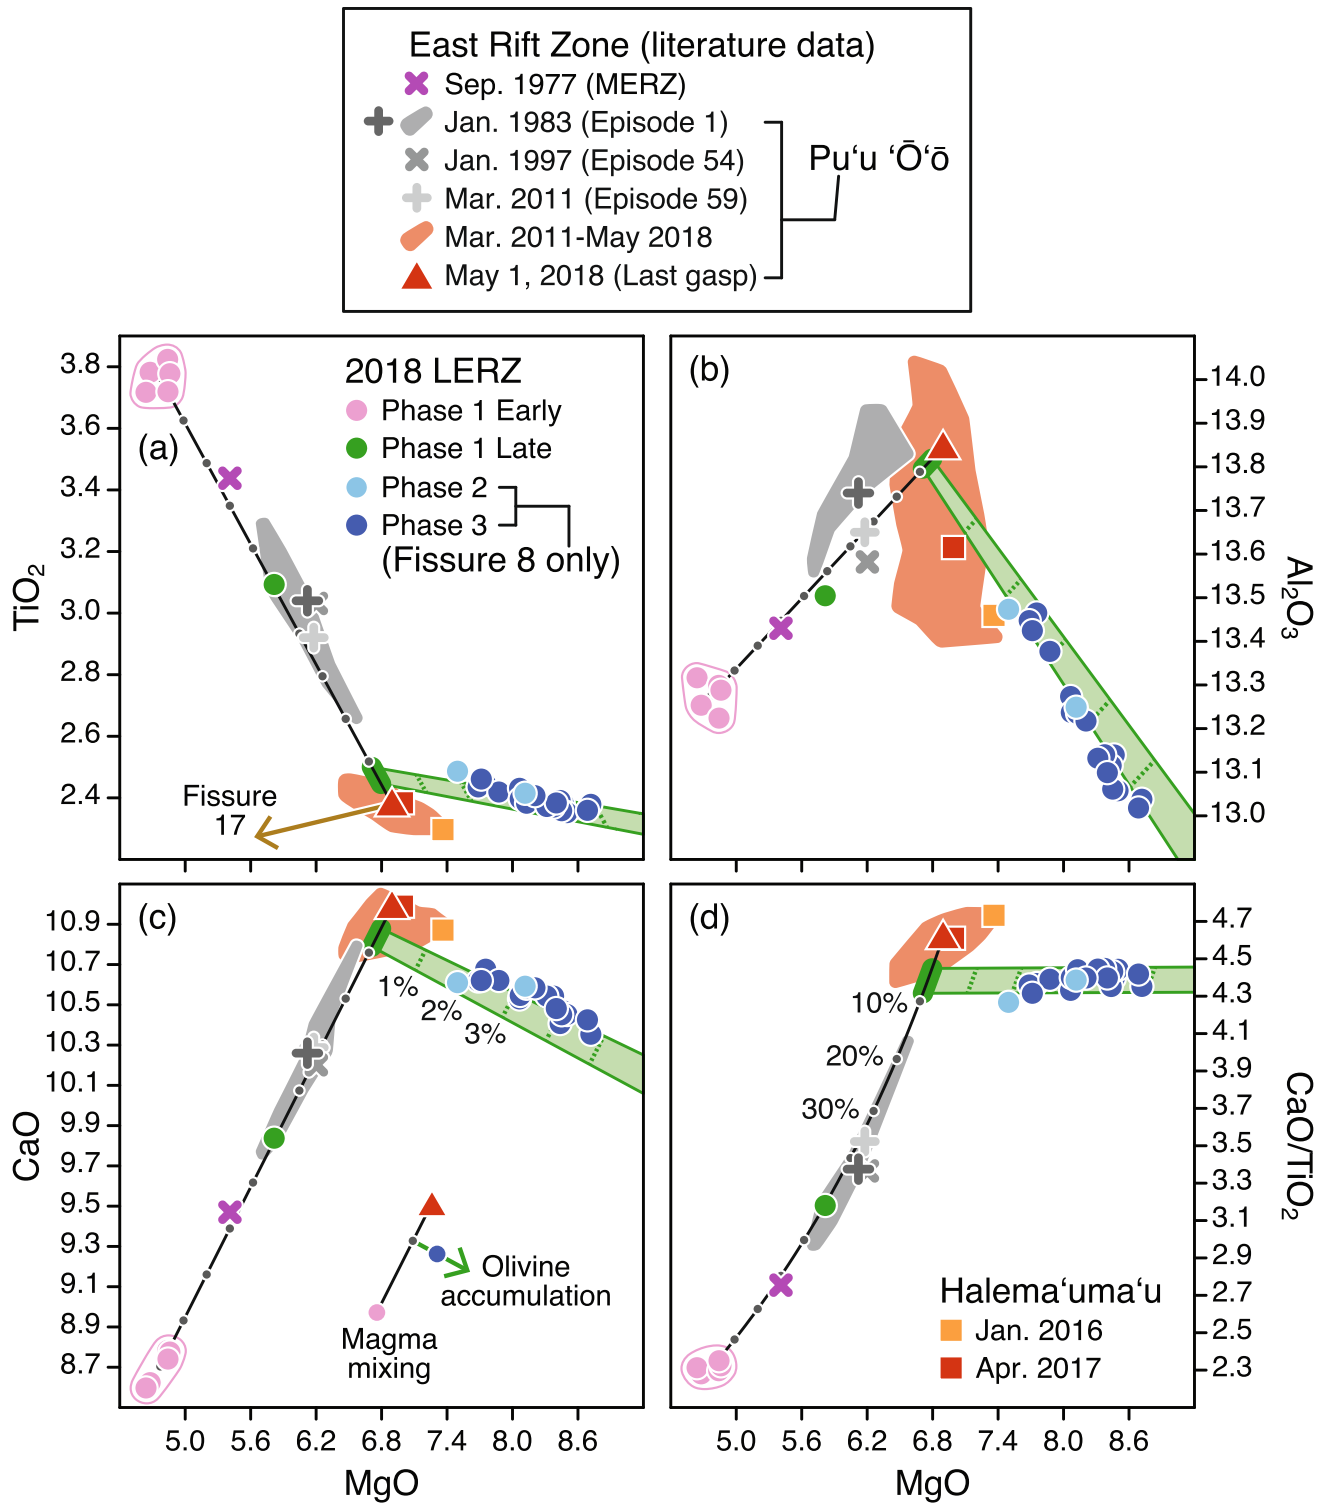 East Rift Zone (literature data)
Sep. 1977 (MERZ)
Jan. 1983 (Episode 1)
Jan. 1997 (Episode 54)
Mar. 2011 (Episode 59)
Mar. 2011-May 2018
May 1, 2018 (Last gasp)
Pu‘u ‘Ō‘ō
(a)
2018 LERZ
Phase 1 Early
Phase 1 Late
Phase 2
Phase 3
(Fissure 8 only)
Fissure
17
TiO2
3.8
3.6
3.4
3.2
3.0
2.8
2.6
2.4
(b)
14.0
13.9
13.8
13.7
13.6
13.5
13.4
13.3
13.2
13.1
13.0
Al2O3
(c)
10.9
10.7
10.5
10.3
10.1
9.9
9.7
9.5
9.3
9.1
8.9
8.7
CaO
1%
2%
3%
Olivine
accumulation
Magma
mixing
5.0 5.6 6.2 6.8 7.4 8.0 8.6
MgO
(d)
10%
20%
30%
4.7
4.5
4.3
4.1
3.9
3.7
3.5
3.3
3.1
2.9
2.7
2.5
2.3
CaO/TiO2
Halema‘uma‘u
Jan. 2016
Apr. 2017
5.0 5.6 6.2 6.8 7.4 8.0 8.6
MgO